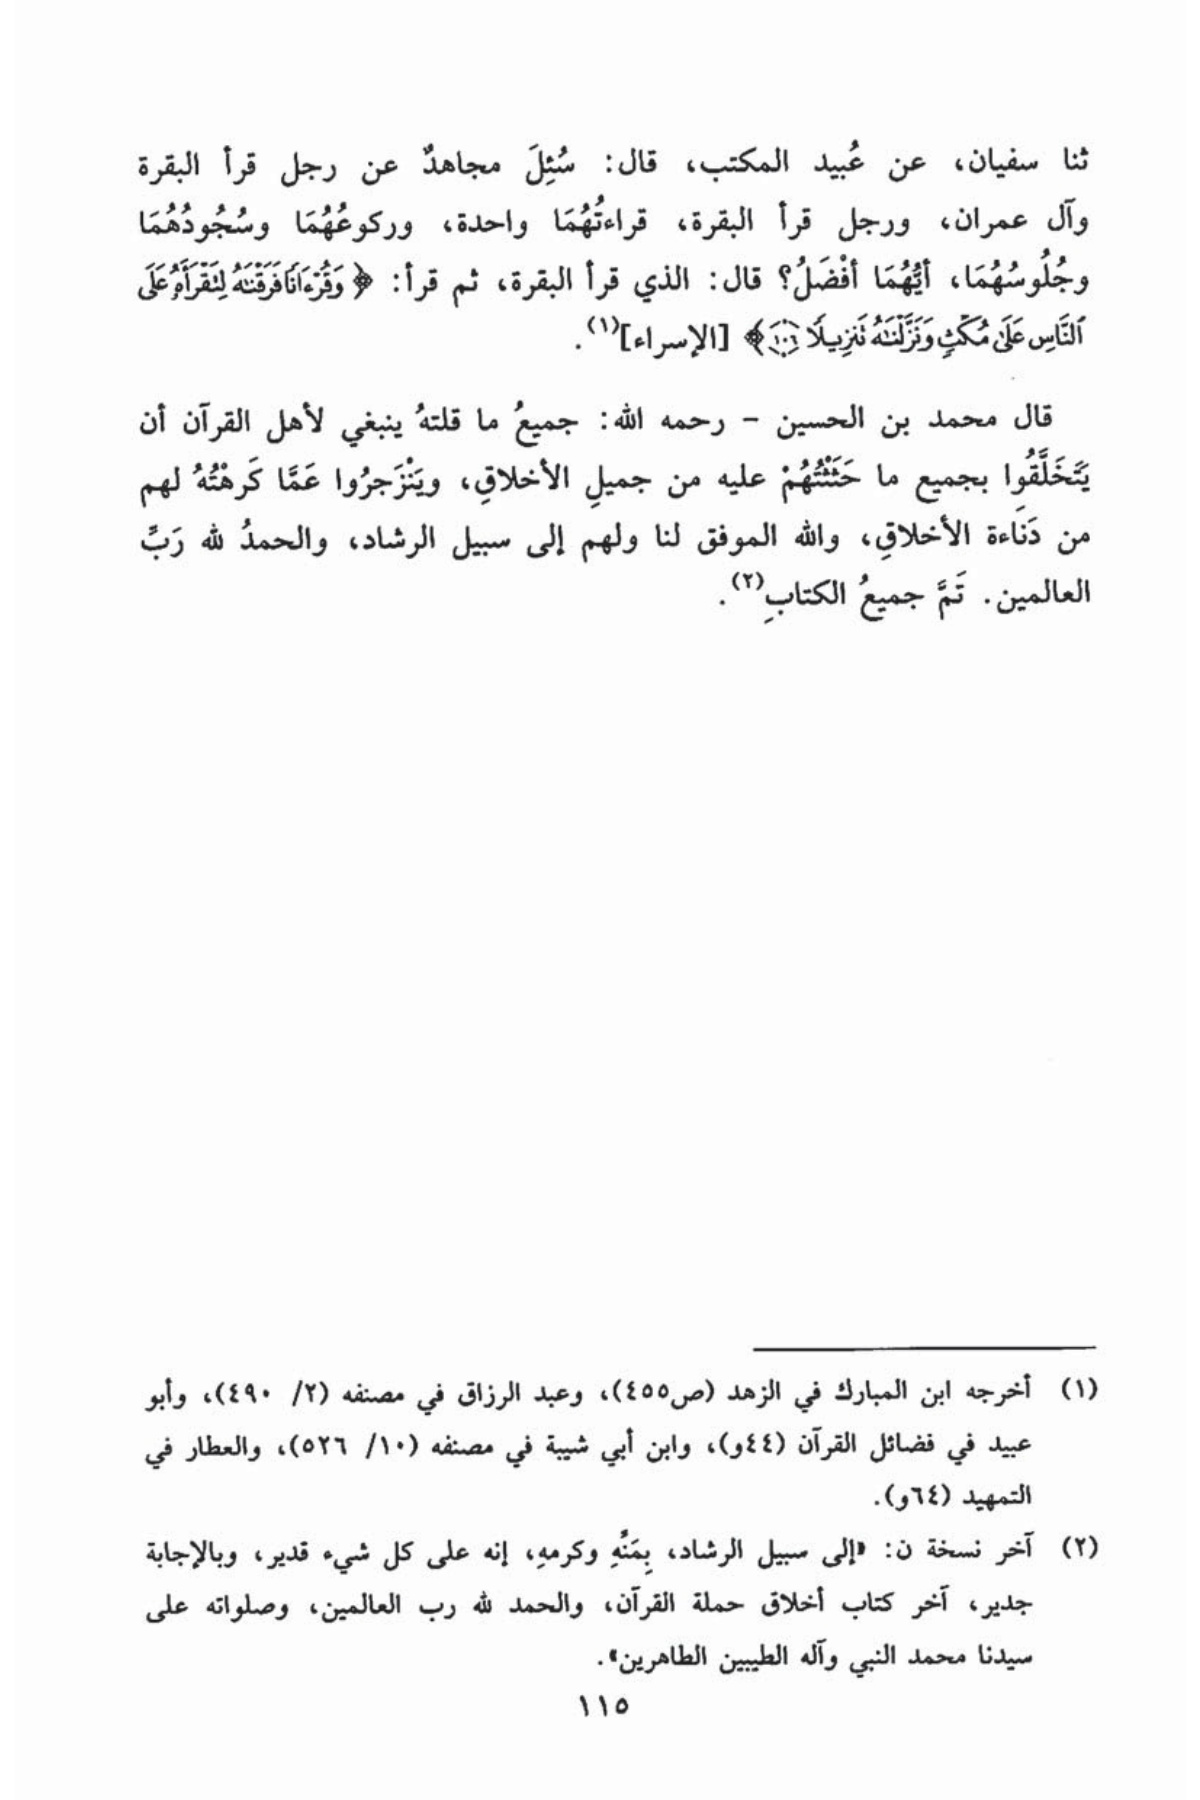 ثنا سفيان، عن عُبيد المكتب، قال: سُئِلَ مجاهدٌ عن رجل قرأ البقرة
وآل عمران، ورجل قرأ البقرة، قراءتُهُمَا واحدة، وركوعُهُمَا وسُجُودُهُمَا
وجُلُوسُهُمَا، أيُّهُمَا أفْضَلُ؟ قال: الذي قرأ البقرة، ثم قرأ: ﴿وَقُرْءَانًا فَرَقْنَٰهُ لِتَقْرَأَهُۥ عَلَى
ٱلنَّاسِ عَلَىٰ مُكْثٍ وَنَزَّلْنَٰهُ تَنزِيلًا ١٠٦﴾ [الإسراء](١).
قال محمد بن الحسين - رحمه الله: جميعُ ما قلتهُ ينبغي لأهل القرآن أن
يَتَخَلَّقُوا بجميع ما حَثَثْتُهُمْ عليه من جميلِ الأخلاقِ، ويَنْزَجِرُوا عَمَّا كَرِهْتُهُ لهم
من دَنَاءة الأخلاقِ، والله الموفق لنا ولهم إلى سبيل الرشاد، والحمدُ لله رَبِّ
العالمين. تَمَّ جميعُ الكتابِ(٢).
(١) أخرجه ابن المبارك في الزهد (ص٤٥٥)، وعبد الرزاق في مصنفه (٢/ ٤٩٠)، وأبو
عبيد في فضائل القرآن (٤٤و)، وابن أبي شيبة في مصنفه (١٠/ ٥٢٦)، والعطار في
التمهيد (٦٤و).
(٢) آخر نسخة ن: «إلى سبيل الرشاد، بِمَنِّهِ وكرمهِ، إنه على كل شيء قدير، وبالإجابة
جدير، آخر كتاب أخلاق حملة القرآن، والحمد لله رب العالمين، وصلواته على
سيدنا محمد النبي وآله الطيبين الطاهرين».
١١٥